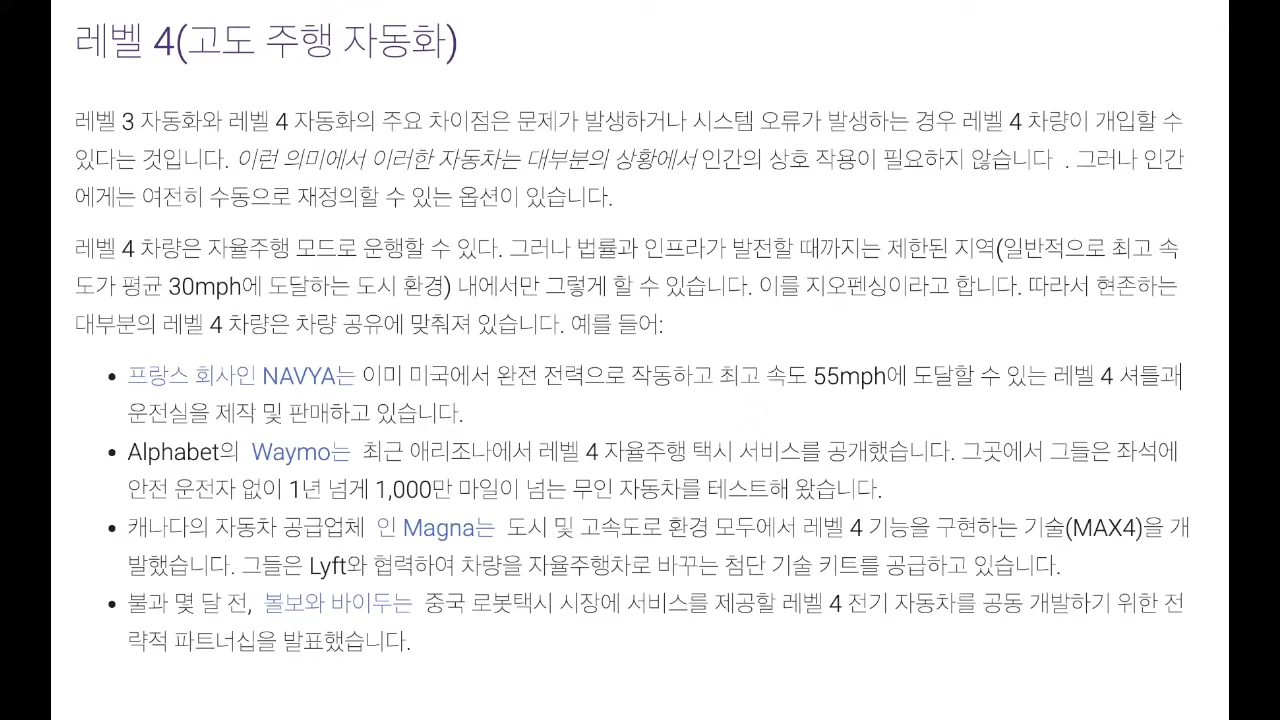 레벨 4(고도 주행 자동화)
레벨 3 자동화와 레벨 4 자동화의 주요 차이점은 문제가 발생하거나 시스템 오류가 발생하는 경우 레벨 4 차량이 개입할 수
있다는 것입니다. 이런 의미에서 이러한 자동차는 대부분의 상황에서 인간의 상호 작용이 필요하지 않습니다 . 그러나 인간
에게는 여전히 수동으로 재정의할 수 있는 옵션이 있습니다.
레벨 4 차량은 자율주행 모드로 운행할 수 있다. 그러나 법률과 인프라가 발전할 때까지는 제한된 지역(일반적으로 최고 속
도가 평균 30mph에 도달하는 도시 환경) 내에서만 그렇게 할 수 있습니다. 이를 지오펜싱이라고 합니다. 따라서 현존하는
대부분의 레벨 4 차량은 차량 공유에 맞춰져 있습니다. 예를 들어:
• 프랑스 회사인 NAVYA는 이미 미국에서 완전 전력으로 작동하고 최고 속도 55mph에 도달할 수 있는 레벨 4 셔틀과
운전실을 제작 및 판매하고 있습니다.
• Alphabet의 Waymo는 최근 애리조나에서 레벨 4 자율주행 택시 서비스를 공개했습니다. 그곳에서 그들은 좌석에
안전 운전자 없이 1년 넘게 1,000만 마일이 넘는 무인 자동차를 테스트해 왔습니다.
• 캐나다의 자동차 공급업체 인 Magna는 도시 및 고속도로 환경 모두에서 레벨 4 기능을 구현하는 기술(MAX4)을 개
발했습니다. 그들은 Lyft와 협력하여 차량을 자율주행차로 바꾸는 첨단 기술 키트를 공급하고 있습니다.
• 불과 몇 달 전, 볼보와 바이두는 중국 로봇택시 시장에 서비스를 제공할 레벨 4 전기 자동차를 공동 개발하기 위한 전
략적 파트너십을 발표했습니다.